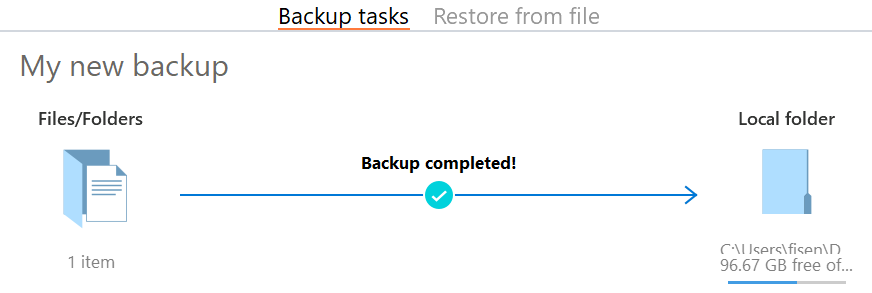 Backup tasks Restore from file
My new backup
Files/Folders Local folder
Backup completed!
1 item
C:\Users\fisen\D
96.67 GB free of...